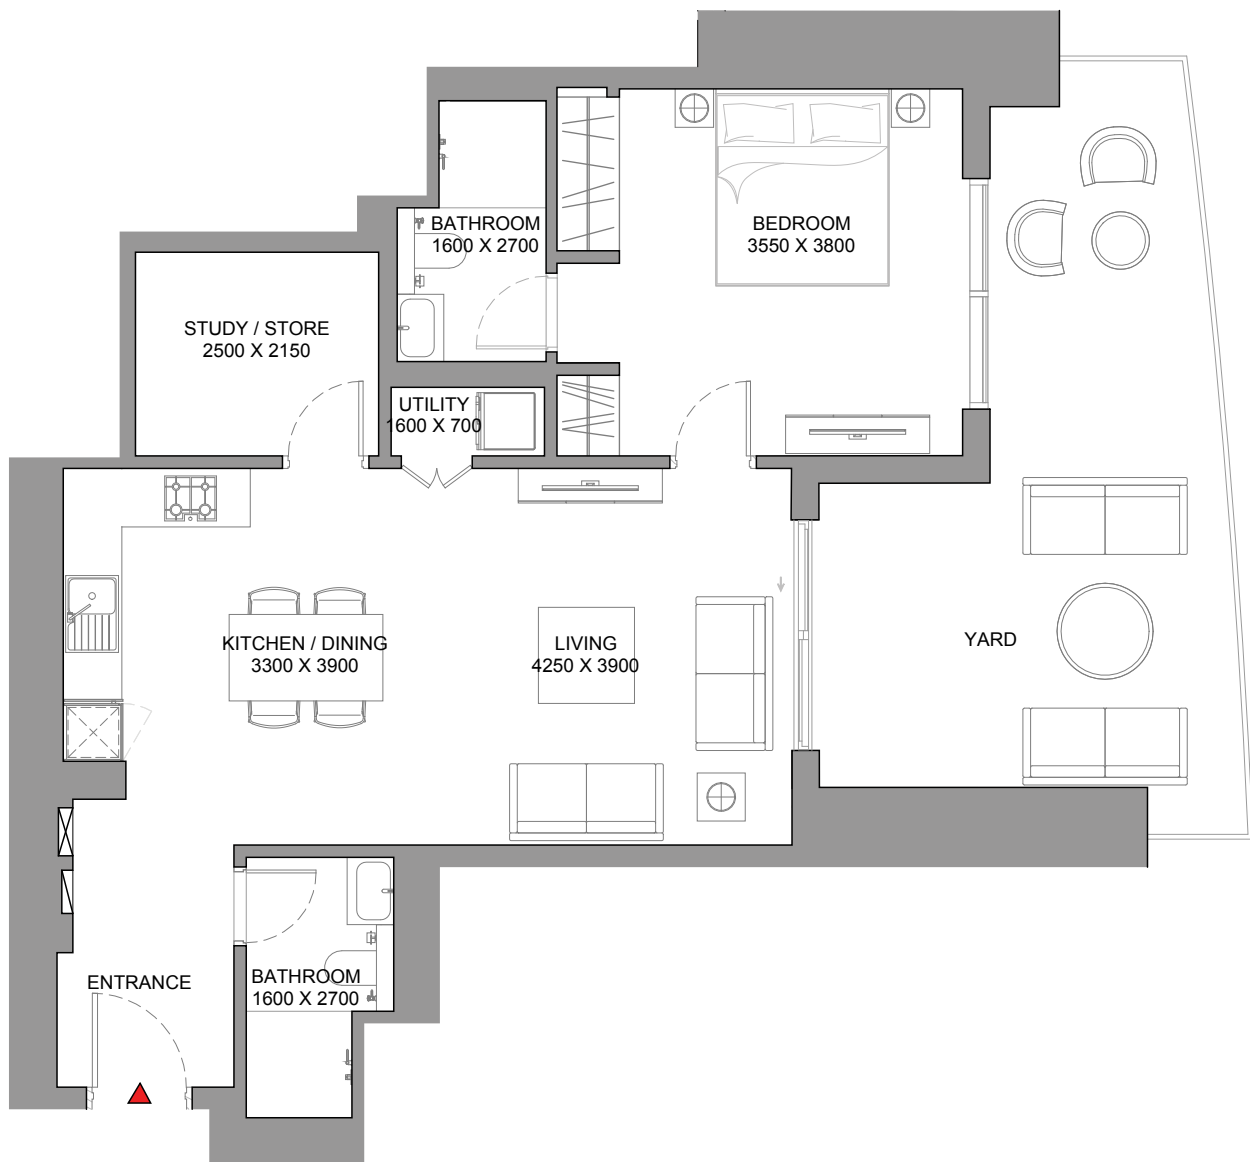 BATHROOM
1600 X 2700
BEDROOM
3550 X 3800
STUDY / STORE
2500 X 2150
UTILITY
1600 X 700
KITCHEN / DINING
3300 X 3900
LIVING
4250 X 3900
YARD
ENTRANCE
BATHROOM
1600 X 2700